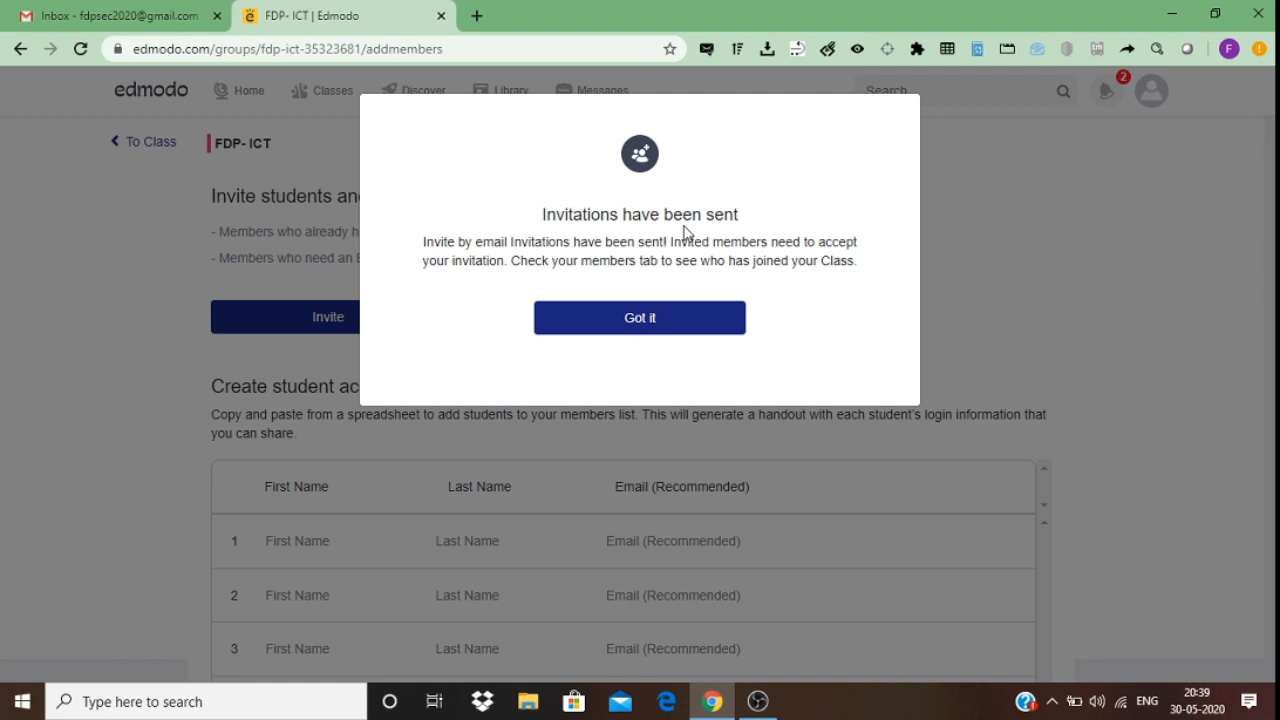 Inbox - fdpsec2020@gmail.com
FDP- ICT | Edmodo
edmodo.com/groups/fdp-ict-35323681/addmembers
F
edmodo Home Classes Discover Library Messages Search 2
To Class FDP- ICT
Invite students an
- Members who already h
- Members who need an E
Invite
Invitations have been sent
Invite by email Invitations have been sent! Invited members need to accept
your invitation. Check your members tab to see who has joined your Class.
Got it
Create student ac
Copy and paste from a spreadsheet to add students to your members list. This will generate a handout with each student's login information that
you can share.
First Name Last Name Email (Recommended)
1 First Name Last Name Email (Recommended)
2 First Name Last Name Email (Recommended)
3 First Name Last Name Email (Recommended)
Type here to search
ENG
20:39
30-05-2020